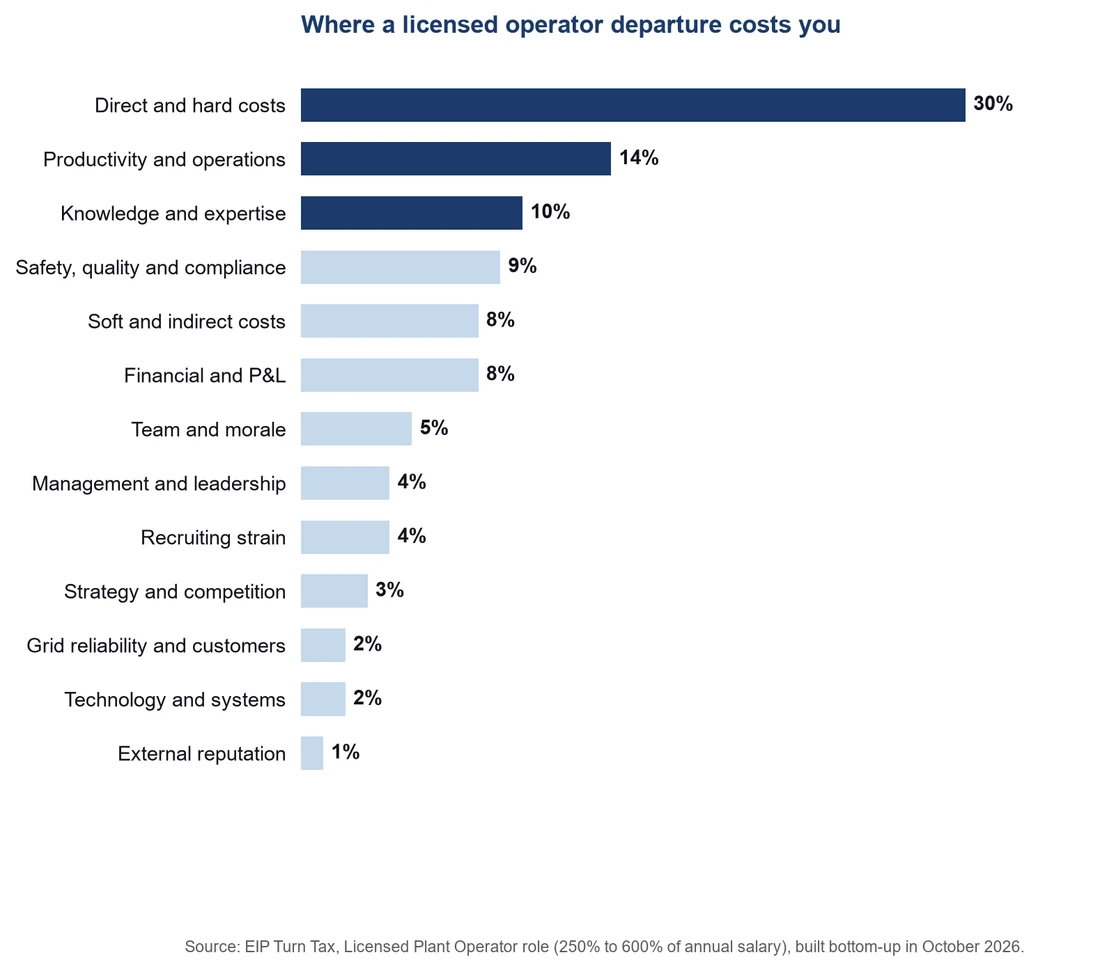 Where a licensed operator departure costs you
Direct and hard costs 30%
Productivity and operations 14%
Knowledge and expertise 10%
Safety, quality and compliance 9%
Soft and indirect costs 8%
Financial and P&L 8%
Team and morale 5%
Management and leadership 4%
Recruiting strain 4%
Strategy and competition 3%
Grid reliability and customers 2%
Technology and systems 2%
External reputation 1%
Source: EIP Turn Tax, Licensed Plant Operator role (250% to 600% of annual salary), built bottom-up in October 2026.